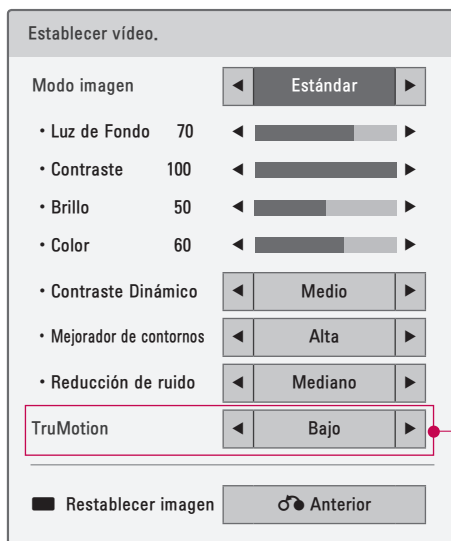 Establecer vídeo.
Modo imagen ◀ Estándar ▶
• Luz de Fondo 70 ◀ ▶
• Contraste 100 ◀ ▶
• Brillo 50 ◀ ▶
• Color 60 ◀ ▶
• Contraste Dinámico ◀ Medio ▶
• Mejorador de contornos ◀ Alta ▶
• Reducción de ruido ◀ Mediano ▶
TruMotion ◀ Bajo ▶
Restablecer imagen Anterior